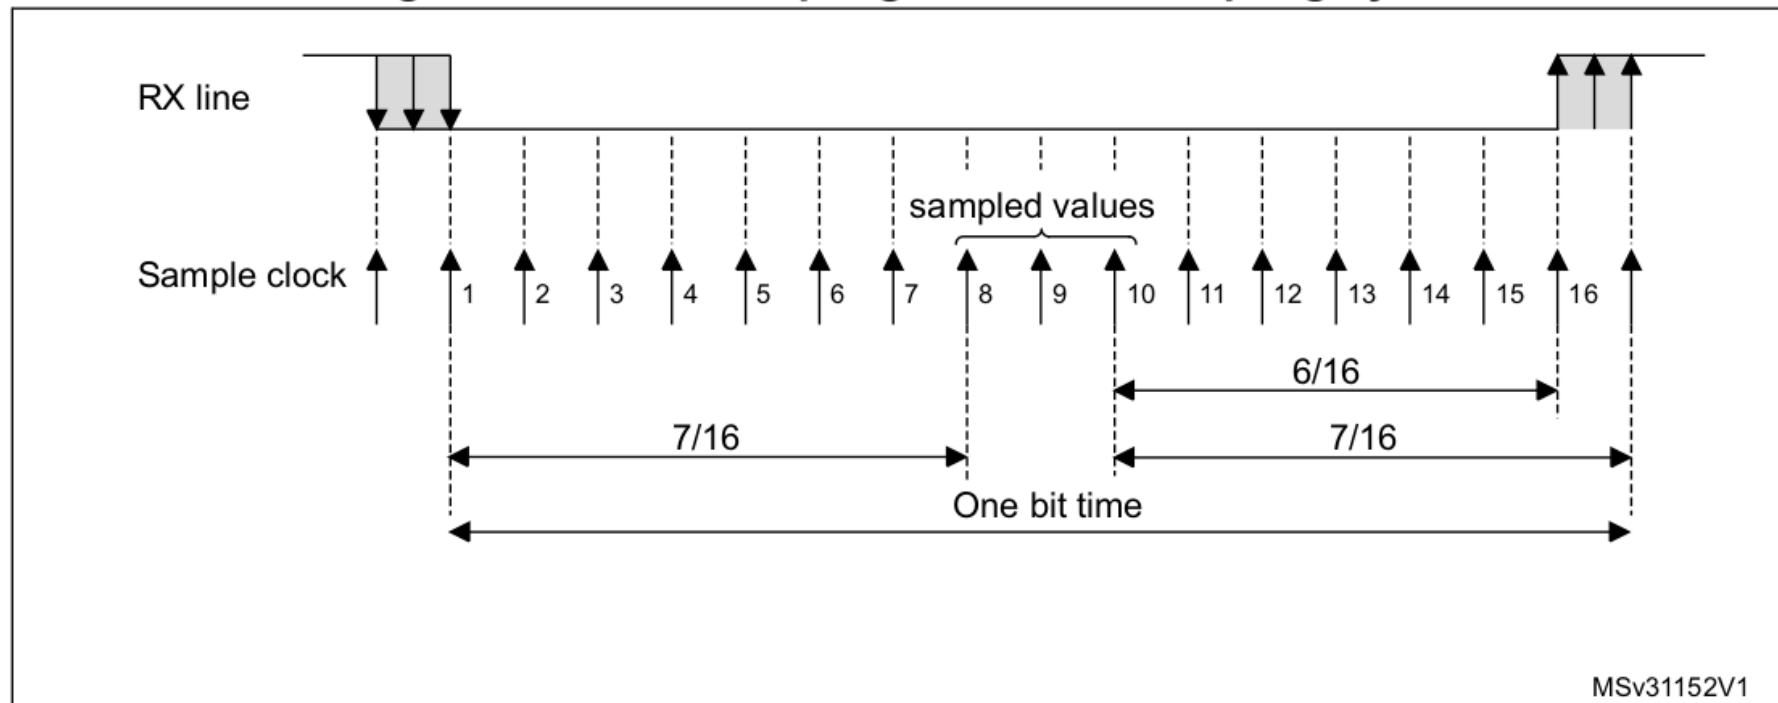 RX line
sampled values
Sample clock
1 2 3 4 5 6 7 8 9 10 11 12 13 14 15 16
6/16
7/16 7/16
One bit time
MSv31152V1